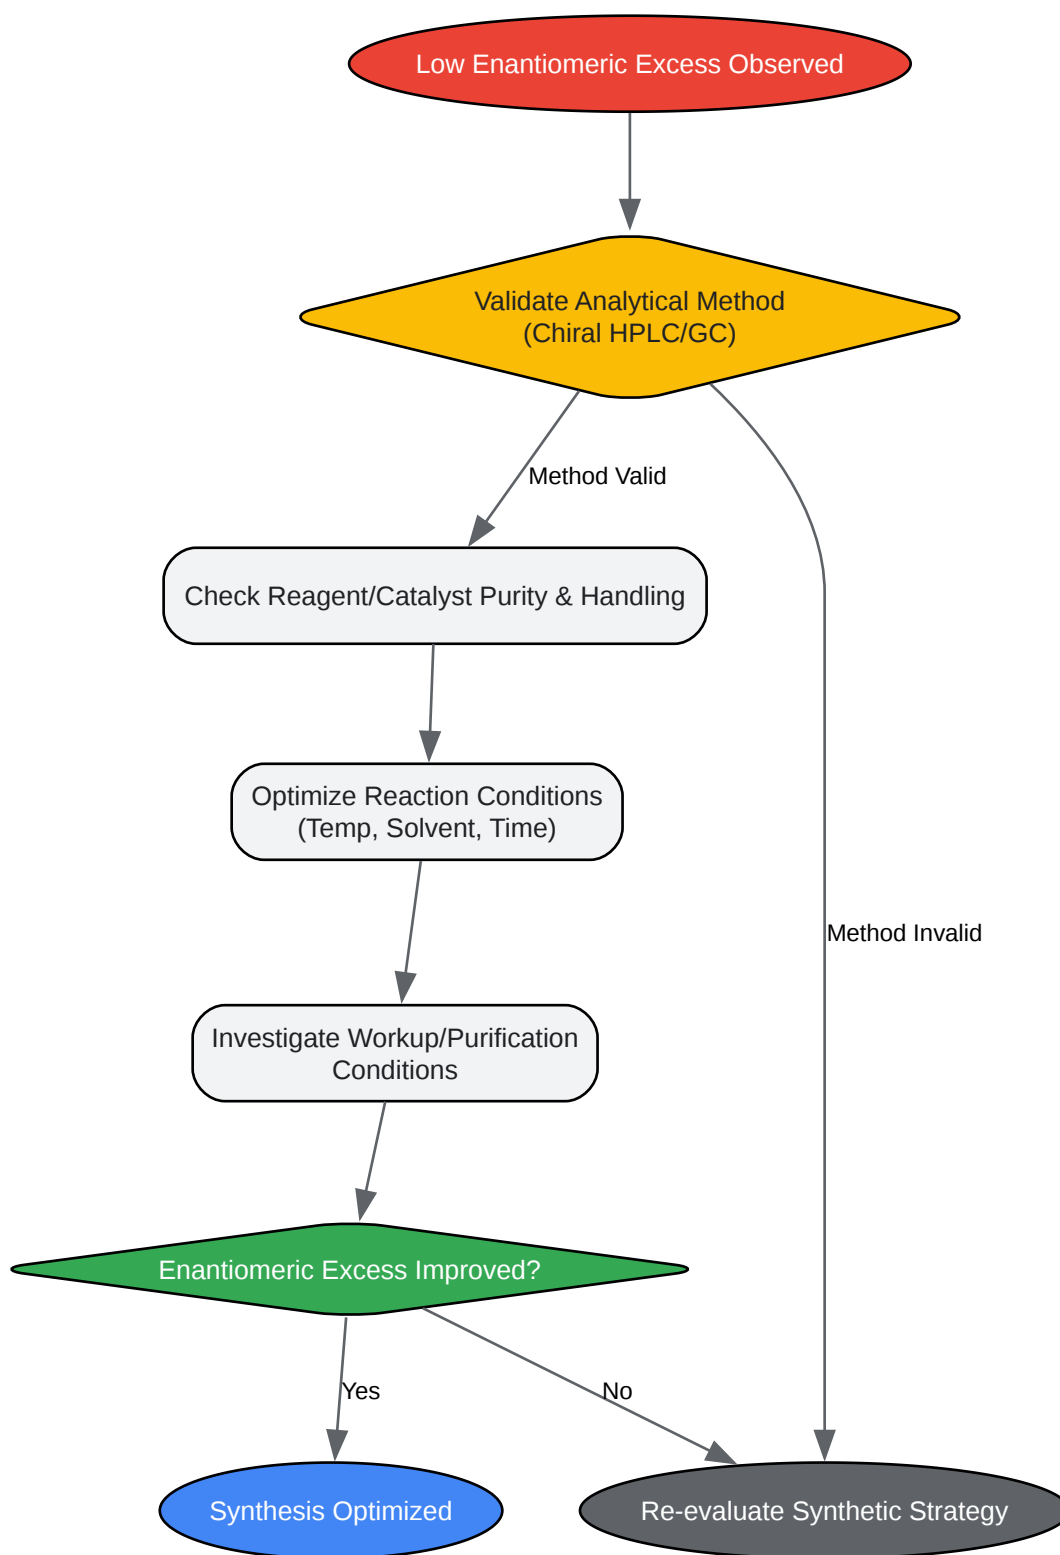 Low Enantiomeric Excess Observed
Validate Analytical Method
(Chiral HPLC/GC)
Method Valid
Check Reagent/Catalyst Purity & Handling
Optimize Reaction Conditions
(Temp, Solvent, Time)
Method Invalid
Investigate Workup/Purification
Conditions
Enantiomeric Excess Improved?
Yes
No
Synthesis Optimized
Re-evaluate Synthetic Strategy